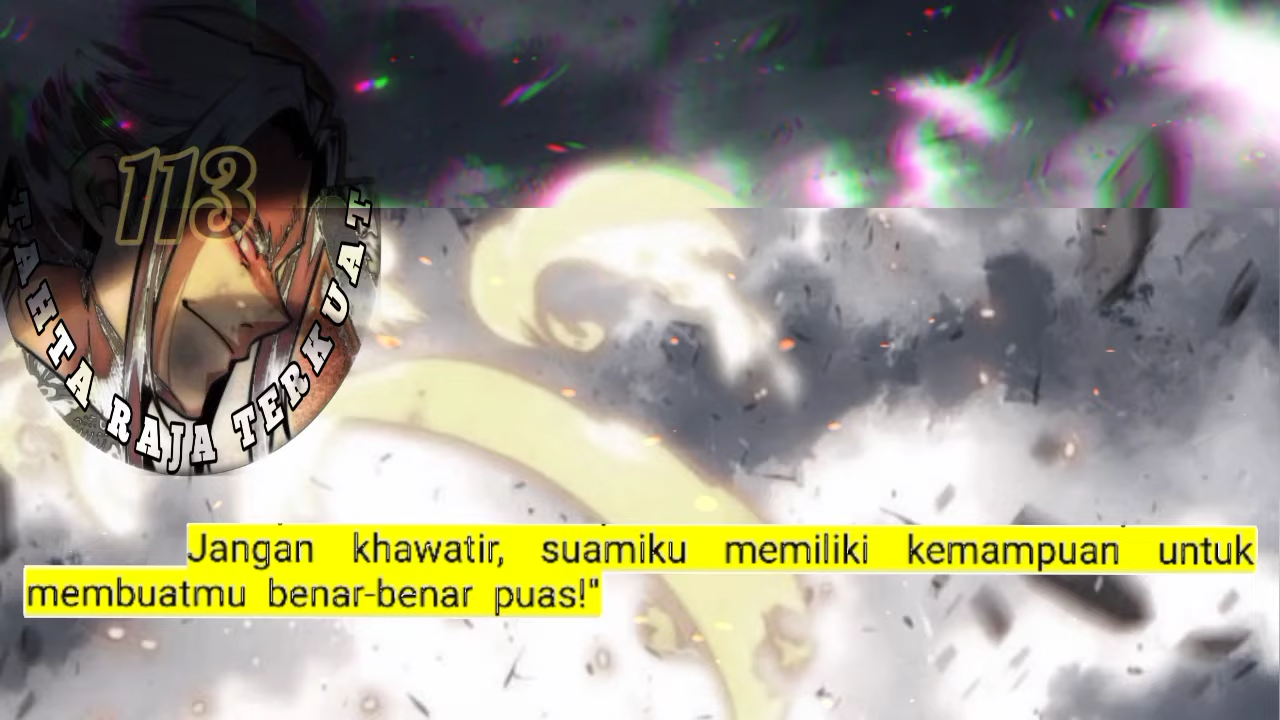 113
TAHTA RAJA TERKUAT
Jangan khawatir, suamiku memiliki kemampuan untuk
membuatmu benar-benar puas!"